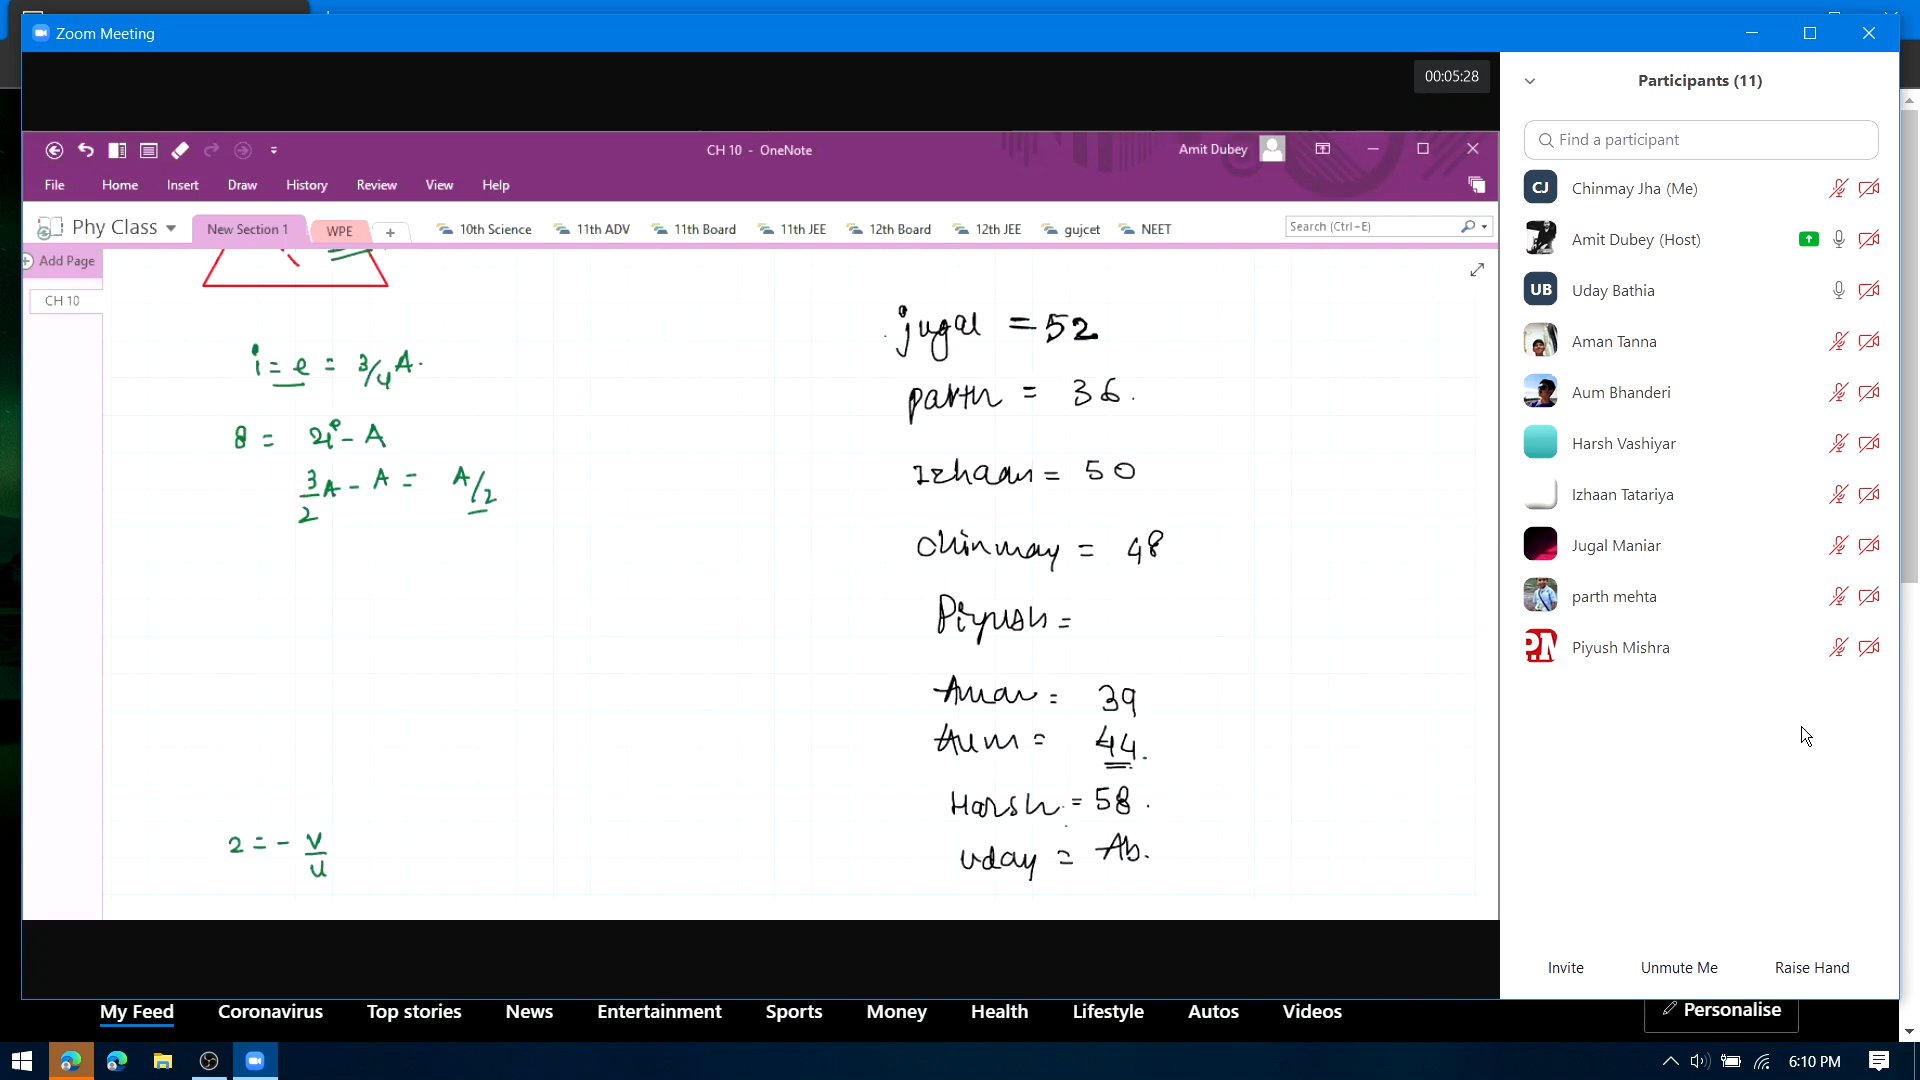 Zoom Meeting
00:05:28
Participants (11)
Find a participant
CJ Chinmay Jha (Me)
Amit Dubey (Host)
UB Uday Bathia
Aman Tanna
Aum Bhanderi
Harsh Vashiyar
Izhaan Tatariya
Jugal Maniar
parth mehta
P.M Piyush Mishra
Invite Unmute Me Raise Hand
CH 10 - OneNote
Amit Dubey
File Home Insert Draw History Review View Help
Phy Class New Section 1 WPE + 10th Science 11th ADV 11th Board 11th JEE 12th Board 12th JEE gujcet NEET
Search (Ctrl+E)
Add Page
CH 10
i = e = 3/4 A.
8 = 2i - A
3/2 A - A = A/2
2 = - v/u
jugal = 52
parth = 36.
Izhaan = 50
Chinmay = 48
Piyush =
Aman = 39
Aum = 44.
Harsh = 58.
Uday = Ab.
My Feed Coronavirus Top stories News Entertainment Sports Money Health Lifestyle Autos Videos
Personalise
6:10 PM